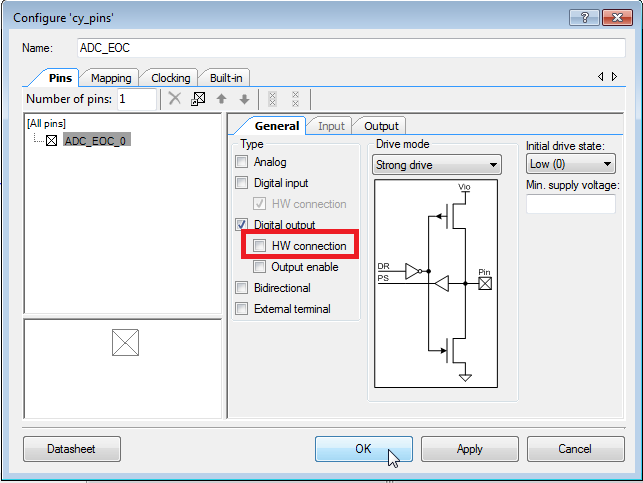 Configure 'cy_pins'
Name: ADC_EOC
Pins Mapping Clocking Built-in
Number of pins: 1
[All pins]
ADC_EOC_0
General Input Output
Type
Analog
Digital input
HW connection
Digital output
HW connection
Output enable
Bidirectional
External terminal
Drive mode
Strong drive
Vio
DR
PS
Pin
Initial drive state:
Low (0)
Min. supply voltage:
Datasheet OK Apply Cancel